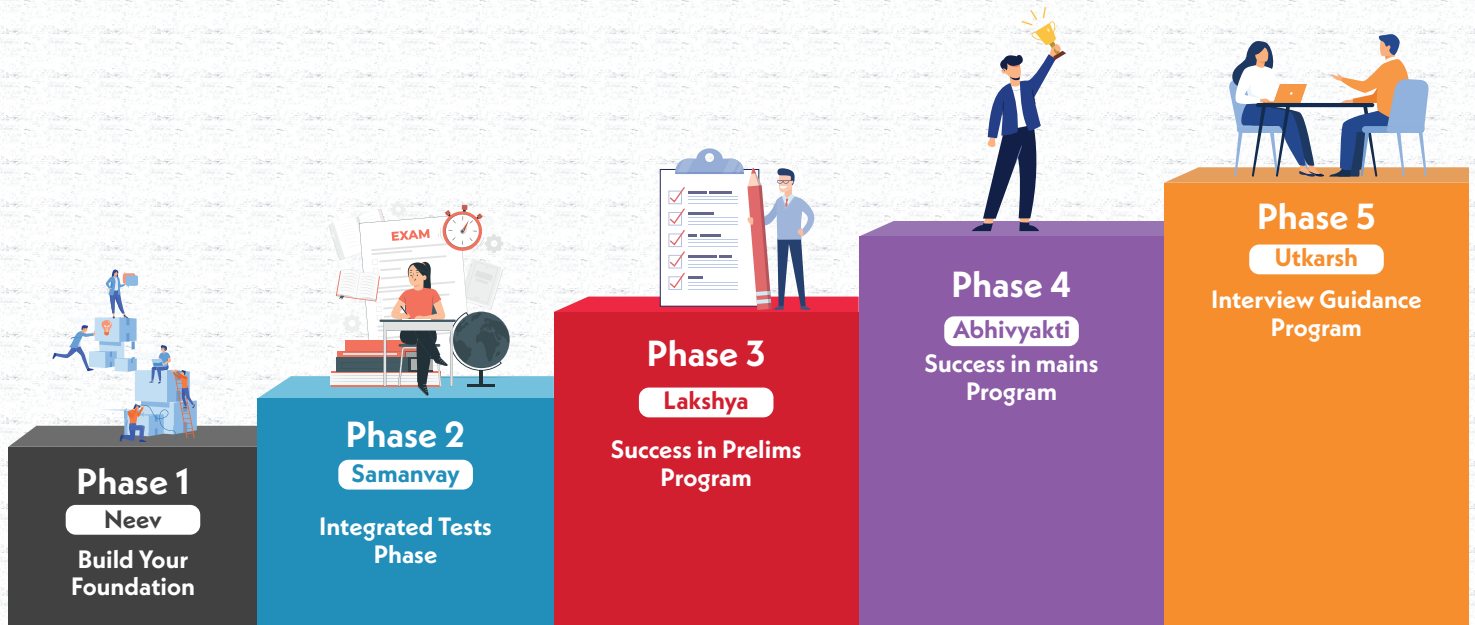 Phase 1
Neev
Build Your
Foundation
EXAM
Phase 2
Samanvay
Integrated Tests
Phase
Phase 3
Lakshya
Success in Prelims
Program
Phase 4
Abhivyakti
Success in mains
Program
Phase 5
Utkarsh
Interview Guidance
Program